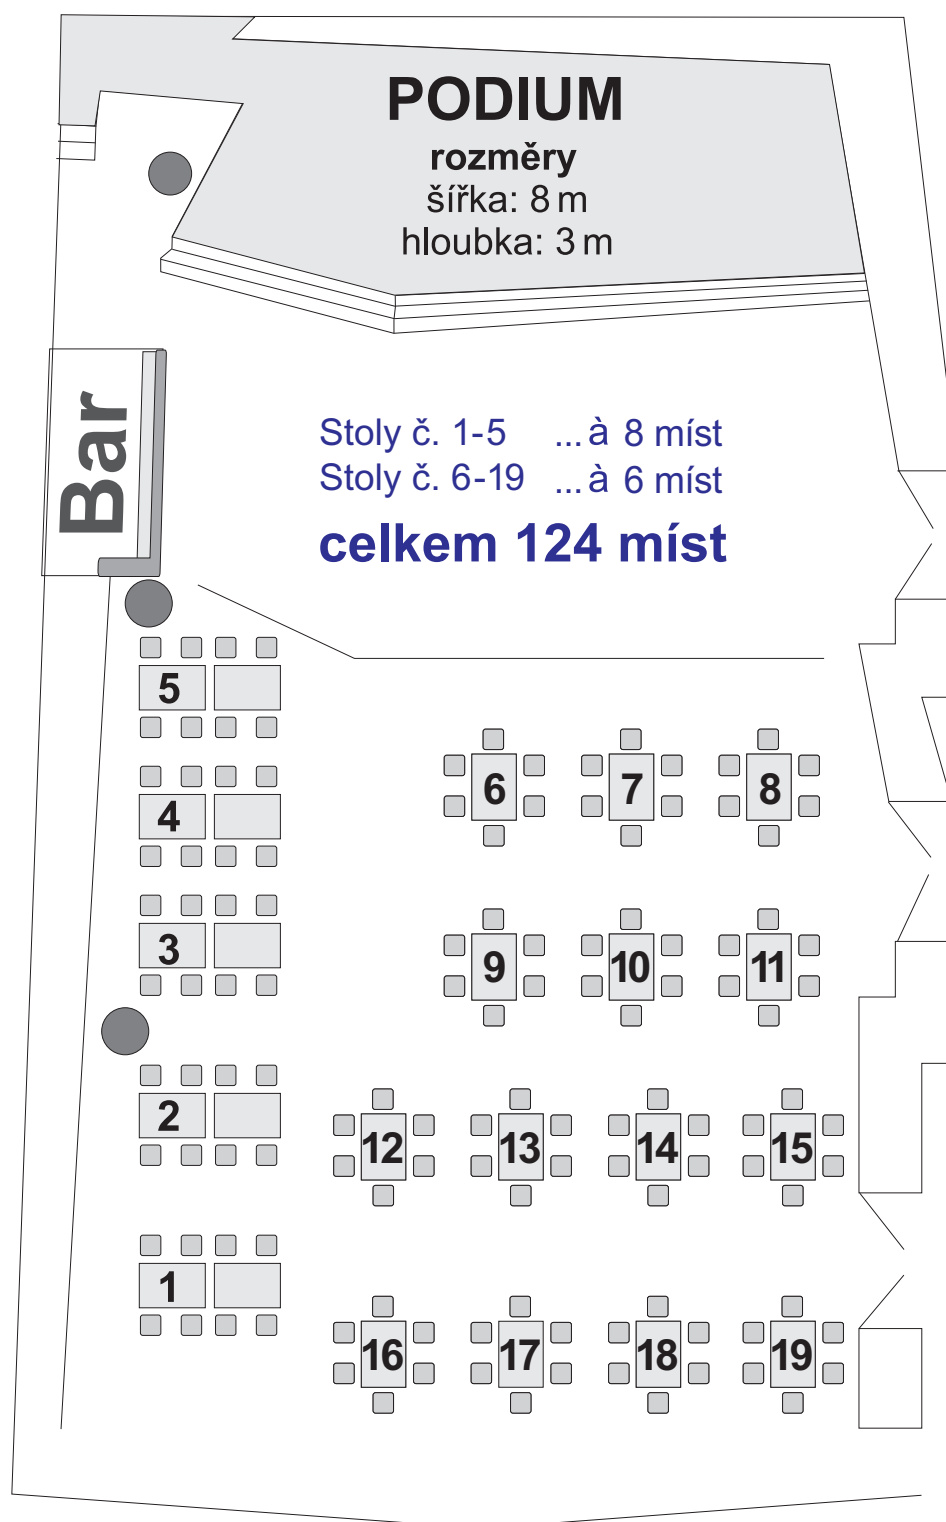 PODIUM
rozměry
šířka: 8 m
hloubka: 3 m
Bar
Stoly č. 1-5 ...à 8 míst
Stoly č. 6-19 ...à 6 míst
celkem 124 míst
5
4
3
2
1
6 7 8
9 10 11
12 13 14 15
16 17 18 19